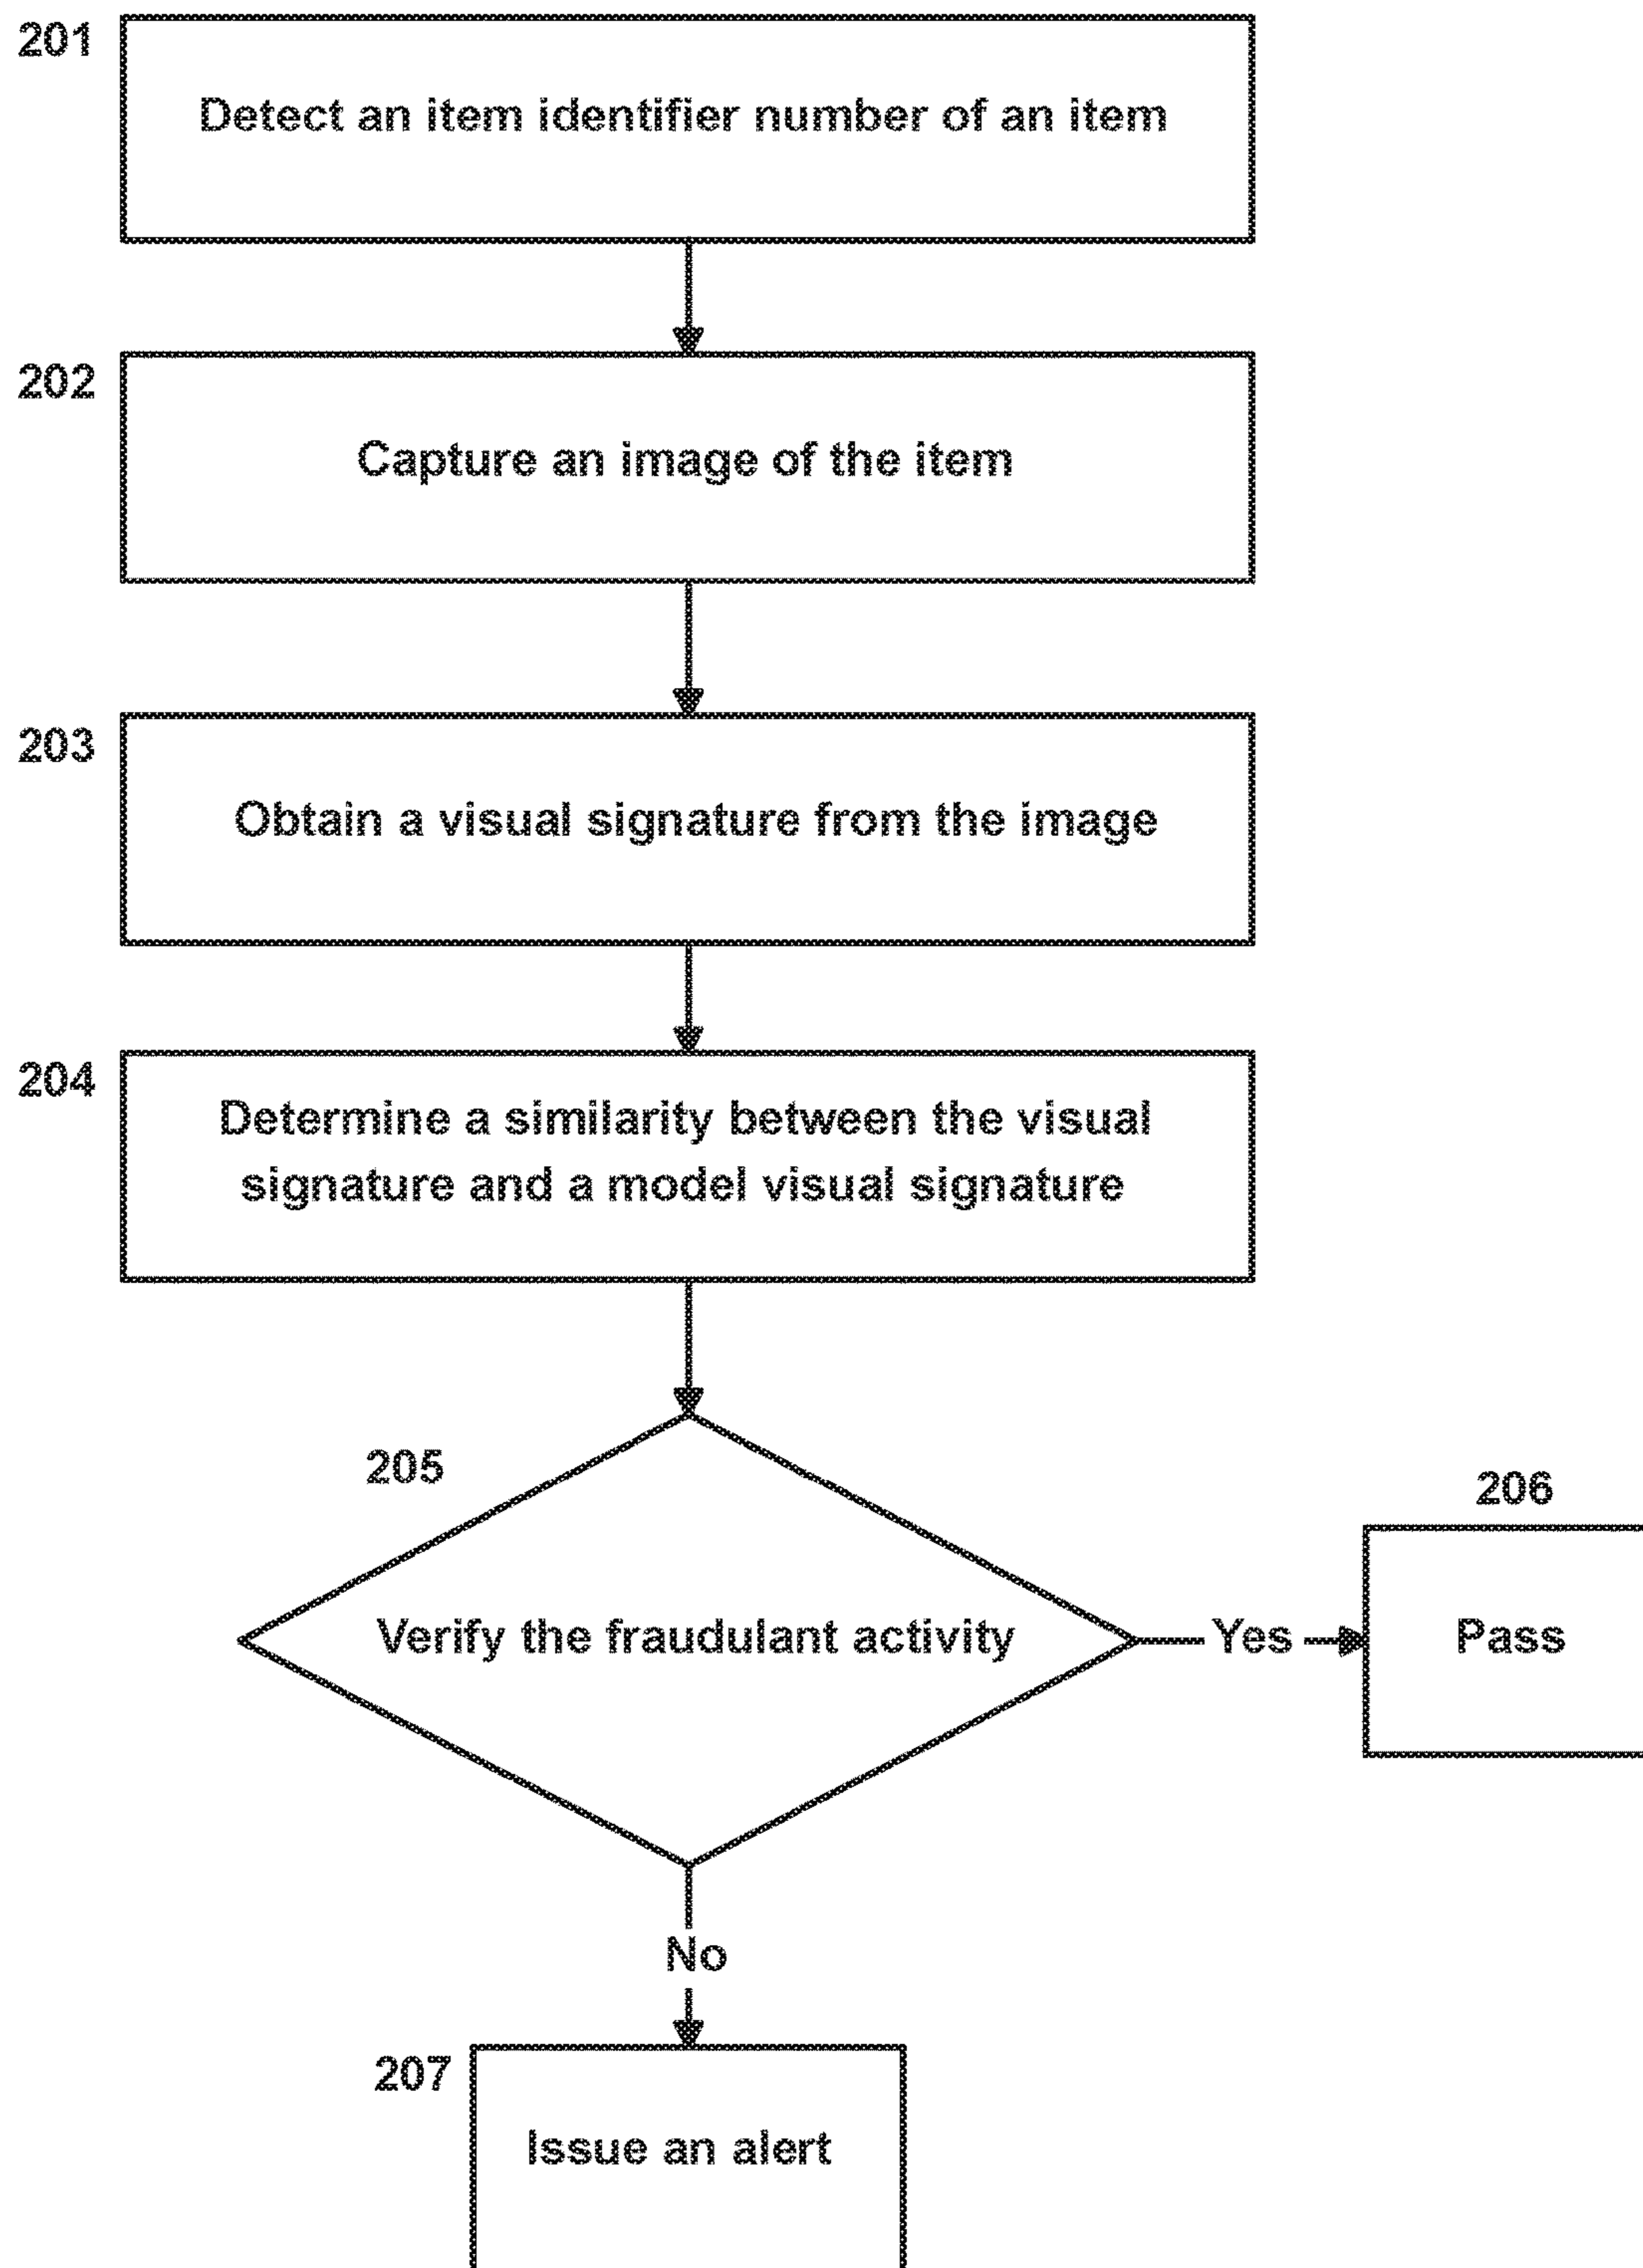 201
Detect an item identifier number of an item
202
Capture an image of the item
203
Obtain a visual signature from the image
204
Determine a similarity between the visual
signature and a model visual signature
205
Verify the fraudulant activity
Yes
206
Pass
No
207
Issue an alert